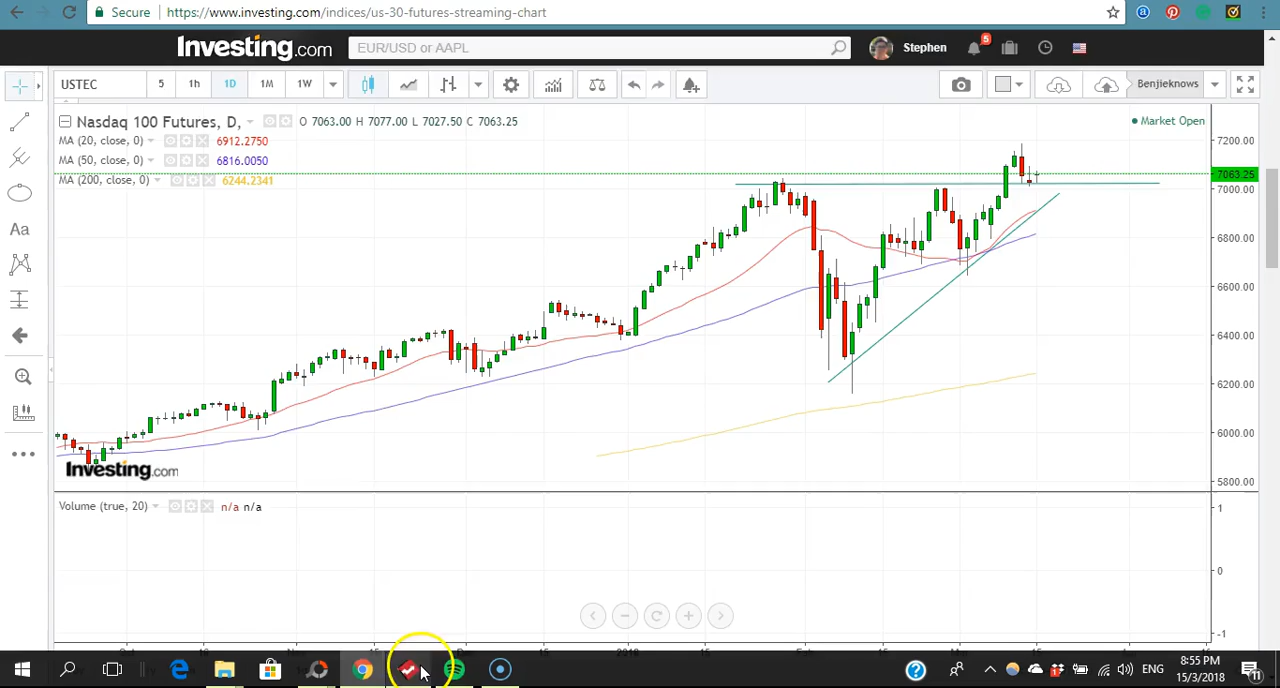 Secure https://www.investing.com/indices/us-30-futures-streaming-chart
Investing.com EUR/USD or AAPL Stephen 5
USTEC 5 1h 1D 1M 1W Benjieknows
Nasdaq 100 Futures, D, O 7063.00 H 7077.00 L 7027.50 C 7063.25 Market Open
MA (20, close, 0) 6912.2750
MA (50, close, 0) 6816.0050
MA (200, close, 0) 6244.2341
Aa
7200.00
7063.25
7000.00
6800.00
6600.00
6400.00
6200.00
6000.00
5800.00
Investing.com
Volume (true, 20) n/a n/a
1
0
-1
2018
ENG
8:55 PM
15/3/2018
11